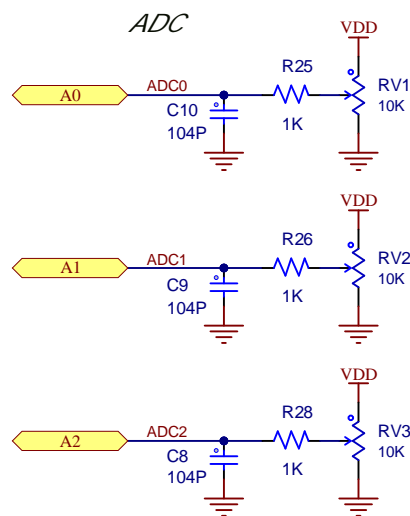 ADC
VDD
A0
ADC0
C10
104P
R25
1K
RV1
10K
VDD
A1
ADC1
C9
104P
R26
1K
RV2
10K
VDD
A2
ADC2
C8
104P
R28
1K
RV3
10K